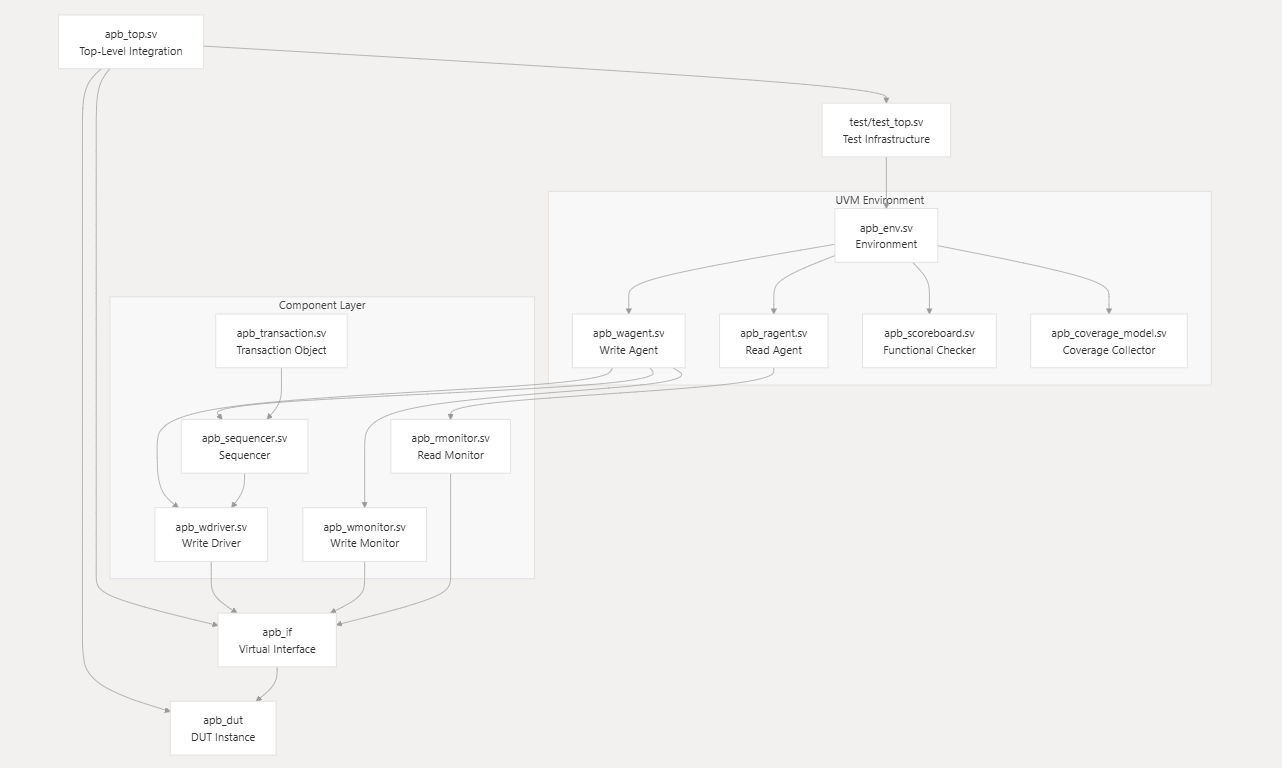 apb_top.sv
Top-Level Integration
test/test_top.sv
Test Infrastructure
UVM Environment
apb_env.sv
Environment
Component Layer
apb_transaction.sv
Transaction Object
apb_wagent.sv
Write Agent
apb_ragent.sv
Read Agent
apb_scoreboard.sv
Functional Checker
apb_coverage_model.sv
Coverage Collector
apb_sequencer.sv
Sequencer
apb_rmonitor.sv
Read Monitor
apb_wdriver.sv
Write Driver
apb_wmonitor.sv
Write Monitor
apb_if
Virtual Interface
apb_dut
DUT Instance